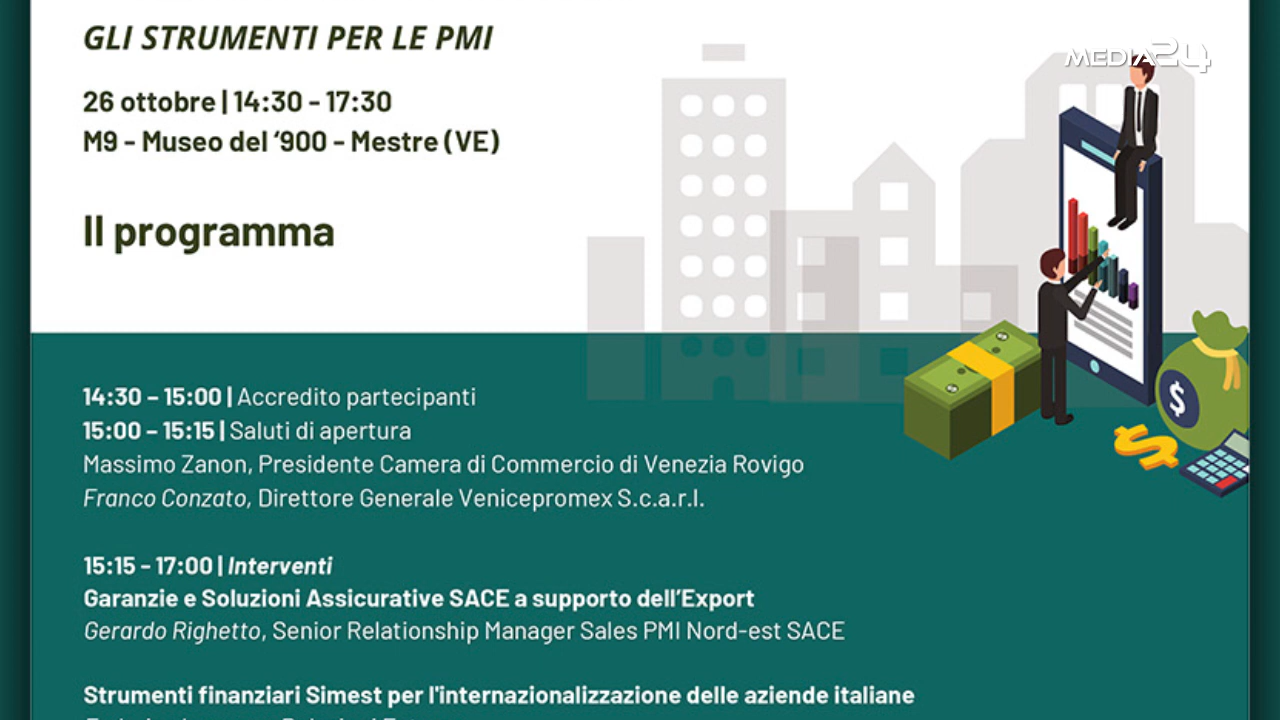 GLI STRUMENTI PER LE PMI
MEDIA24
26 ottobre | 14:30 - 17:30
M9 - Museo del ‘900 - Mestre (VE)
Il programma
14:30 – 15:00 | Accredito partecipanti
15:00 – 15:15 | Saluti di apertura
Massimo Zanon, Presidente Camera di Commercio di Venezia Rovigo
Franco Conzato, Direttore Generale Venicepromex S.c.a.r.l.
15:15 - 17:00 | Interventi
Garanzie e Soluzioni Assicurative SACE a supporto dell’Export
Gerardo Righetto, Senior Relationship Manager Sales PMI Nord-est SACE
Strumenti finanziari Simest per l'internazionalizzazione delle aziende italiane